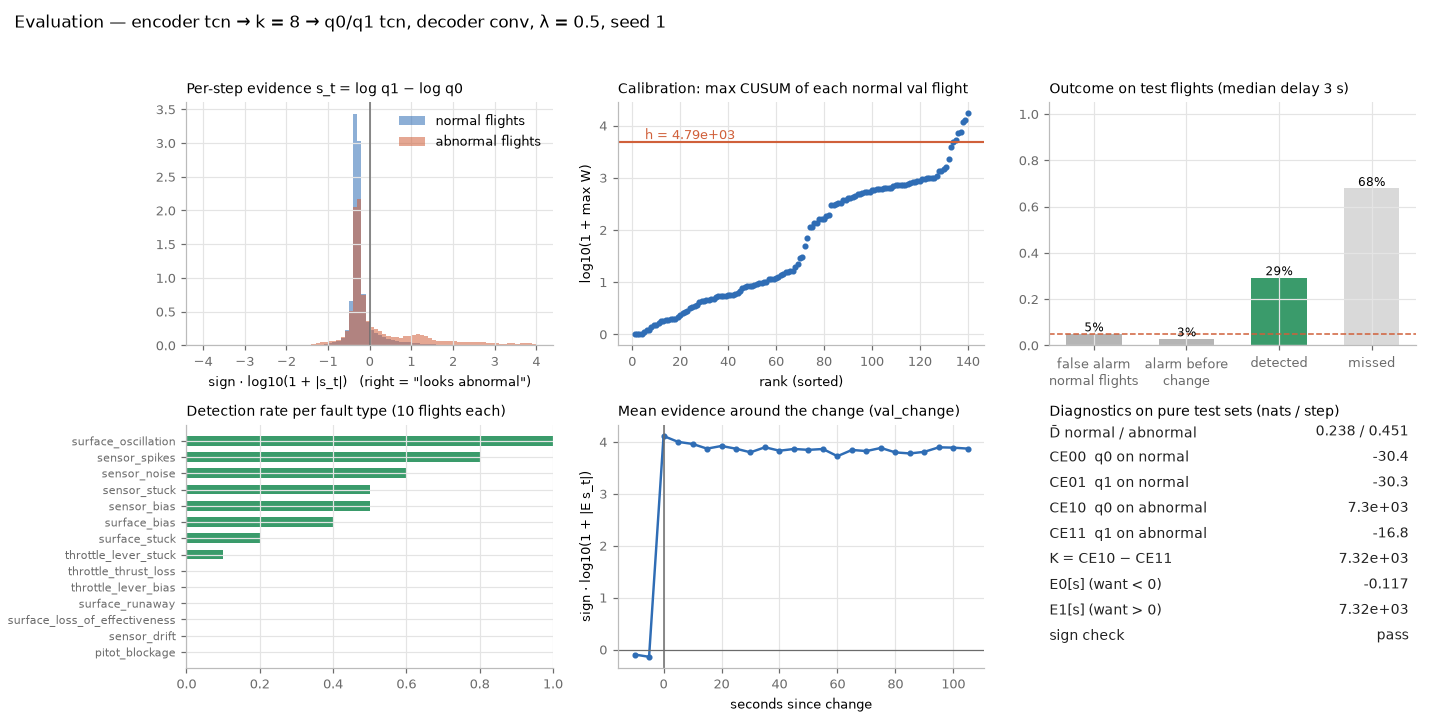 Evaluation — encoder tcn → k = 8 → q0/q1 tcn, decoder conv, λ = 0.5, seed 1
Per-step evidence s_t = log q1 − log q0
3.5
3.0
2.5
2.0
1.5
1.0
0.5
0.0
normal flights
abnormal flights
−4 −3 −2 −1 0 1 2 3 4
sign · log10(1 + |s_t|) (right = "looks abnormal")
Calibration: max CUSUM of each normal val flight
log10(1 + max W)
4
3
2
1
0
h = 4.79e+03
0 20 40 60 80 100 120 140
rank (sorted)
Outcome on test flights (median delay 3 s)
1.0
0.8
0.6
0.4
0.2
0.0
5%
3%
29%
68%
false alarm
normal flights
alarm before
change
detected
missed
Detection rate per fault type (10 flights each)
surface_oscillation
sensor_spikes
sensor_noise
sensor_stuck
sensor_bias
surface_bias
surface_stuck
throttle_lever_stuck
throttle_thrust_loss
throttle_lever_bias
surface_runaway
surface_loss_of_effectiveness
sensor_drift
pitot_blockage
0.0 0.2 0.4 0.6 0.8 1.0
Mean evidence around the change (val_change)
sign · log10(1 + |E s_t|)
4
3
2
1
0
0 20 40 60 80 100
seconds since change
Diagnostics on pure test sets (nats / step)
D̄ normal / abnormal 0.238 / 0.451
CE00 q0 on normal -30.4
CE01 q1 on normal -30.3
CE10 q0 on abnormal 7.3e+03
CE11 q1 on abnormal -16.8
K = CE10 − CE11 7.32e+03
E0[s] (want < 0) -0.117
E1[s] (want > 0) 7.32e+03
sign check pass